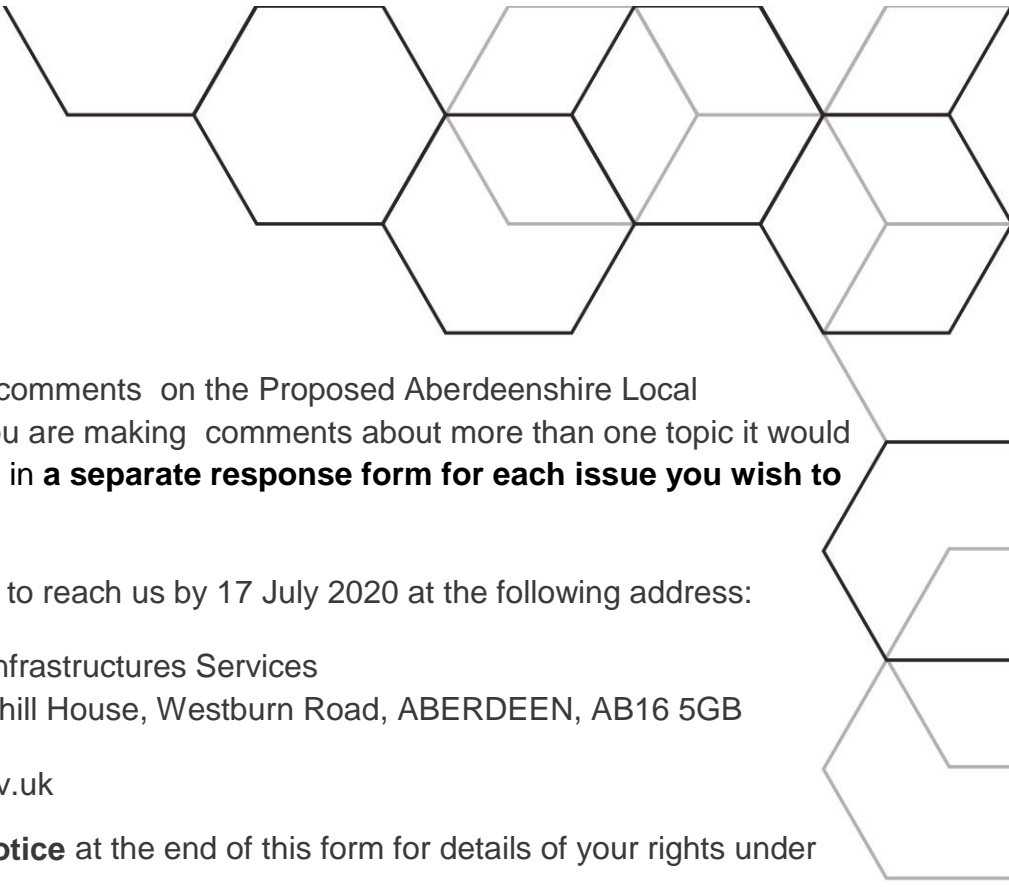 comments on the Proposed Aberdeenshire Local
u are making comments about more than one topic it would
in a separate response form for each issue you wish to
to reach us by 17 July 2020 at the following address:
nfrastructures Services
hill House, Westburn Road, ABERDEEN, AB16 5GB
v.uk
otice at the end of this form for details of your rights under